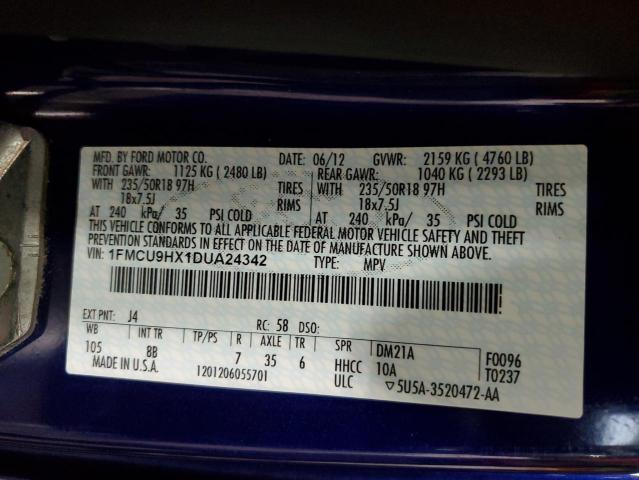 MFD. BY FORD MOTOR CO. DATE: 06/12 GVWR: 2159 KG ( 4760 LB)
FRONT GAWR: 1125 KG ( 2480 LB) REAR GAWR: 1040 KG ( 2293 LB)
WITH 235/50R18 97H TIRES WITH 235/50R18 97H TIRES
18x7.5J RIMS 18x7.5J RIMS
AT 240 kPa/ 35 PSI COLD AT 240 kPa/ 35 PSI COLD
THIS VEHICLE CONFORMS TO ALL APPLICABLE FEDERAL MOTOR VEHICLE SAFETY AND THEFT
PREVENTION STANDARDS IN EFFECT ON THE DATE OF MANUFACTURE SHOWN ABOVE.
VIN: 1FMCU9HX1DUA24342 TYPE: MPV
EXT PNT: J4 RC: 58 DSO:
WB INT TR TP/PS R AXLE TR SPR DM21A F0096
105 8B 7 35 6 HHCC 10A T0237
MADE IN U.S.A. 1201206055701 ULC ▽5U5A-3520472-AA